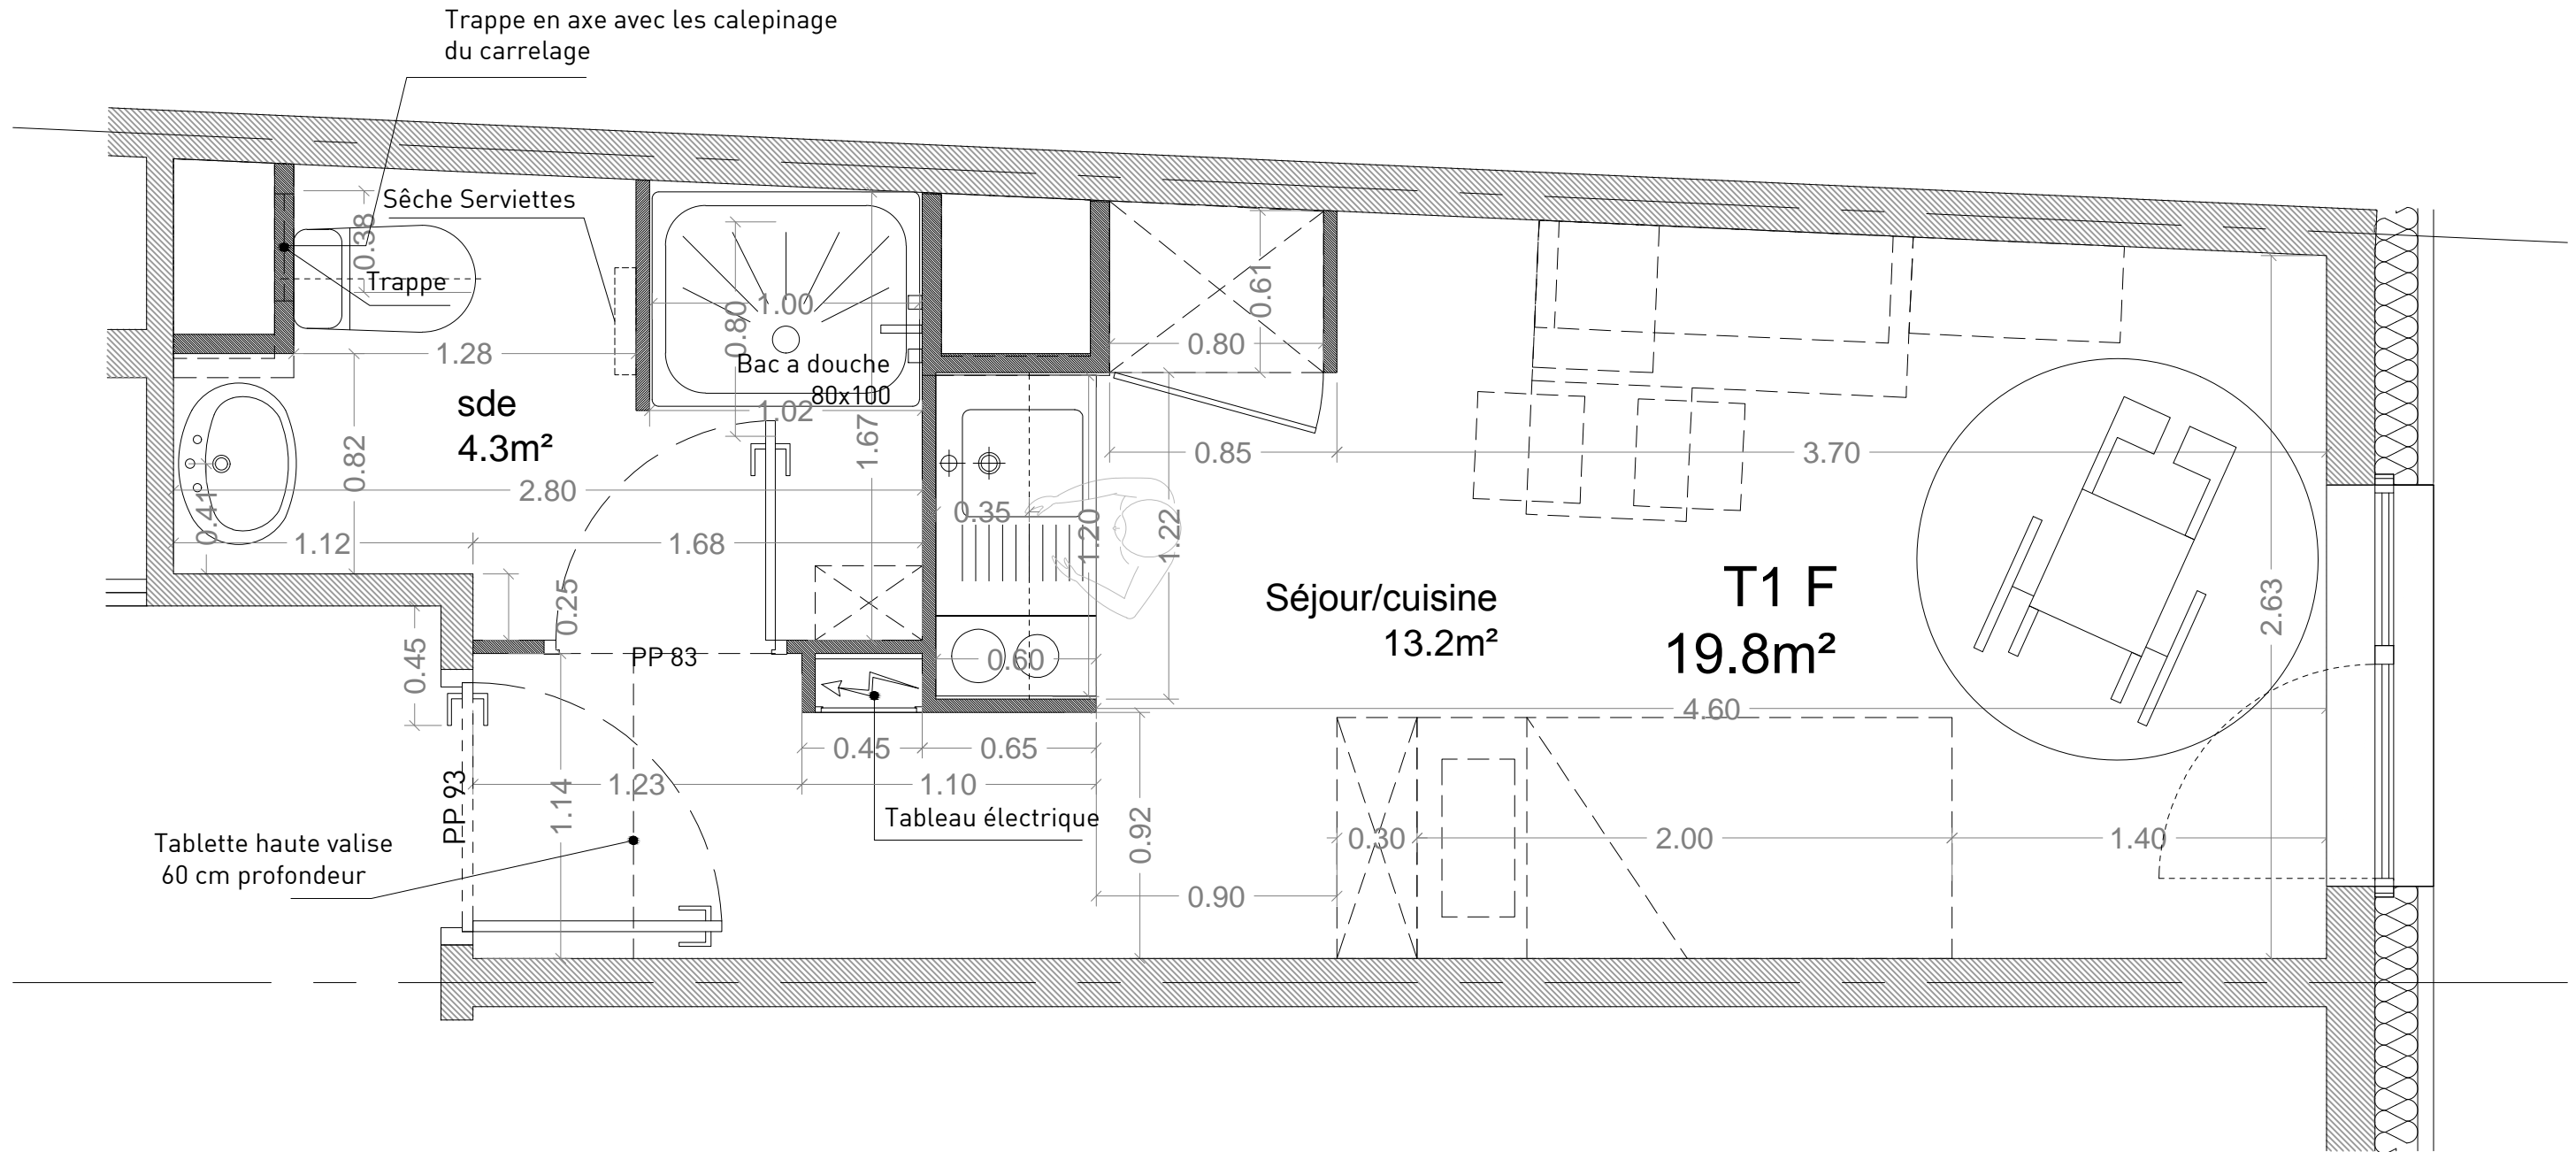 Trappe en axe avec les calepinage
du carrelage
Sêche Serviettes
0.38
Trappe
1.28
1.00
0.80
Bac a douche
80x100
1.02
0.61
0.80
sde
4.3m²
0.82
0.41
2.80
1.67
1.12
1.68
0.25
0.35
1.20
1.22
0.85
3.70
0.45
PP 83
0.60
Séjour/cuisine
13.2m²
T1 F
19.8m²
2.63
4.60
0.45
0.65
1.23
1.10
1.14
PP 93
Tableau électrique
0.92
Tablette haute valise
60 cm profondeur
0.30
2.00
1.40
0.90